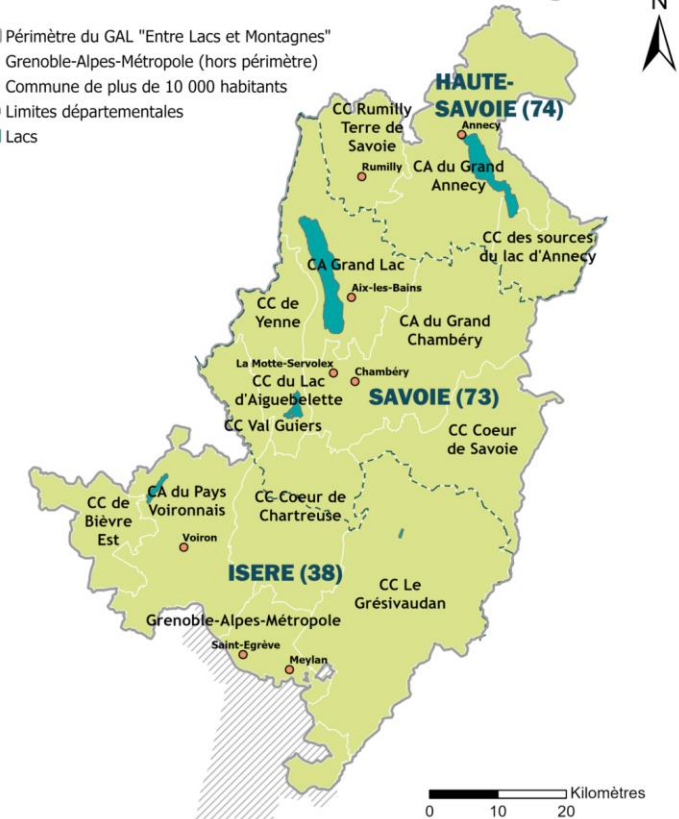 N
Périmètre du GAL "Entre Lacs et Montagnes"
Grenoble-Alpes-Métropole (hors périmètre)
Commune de plus de 10 000 habitants
Limites départementales
Lacs
HAUTE-
SAVOIE (74)
CC Rumilly
Terre de
Savoie
Annecy
Rumilly
CA du Grand
Annecy
CC des sources
du lac d'Annecy
CA Grand Lac
Aix-les-Bains
CC de
Yenne
CA du Grand
Chambéry
La Motte-Servolex
Chambéry
CC du Lac
d'Aiguebelette
SAVOIE (73)
CC Val Guiers
CC Coeur
de Savoie
CC de
Bièvre
Est
CA du Pays
Voironnais
CC Coeur de
Chartreuse
Voiron
ISERE (38)
CC Le
Grésivaudan
Grenoble-Alpes-Métropole
Saint-Egrève
Meylan
Kilomètres
0 10 20